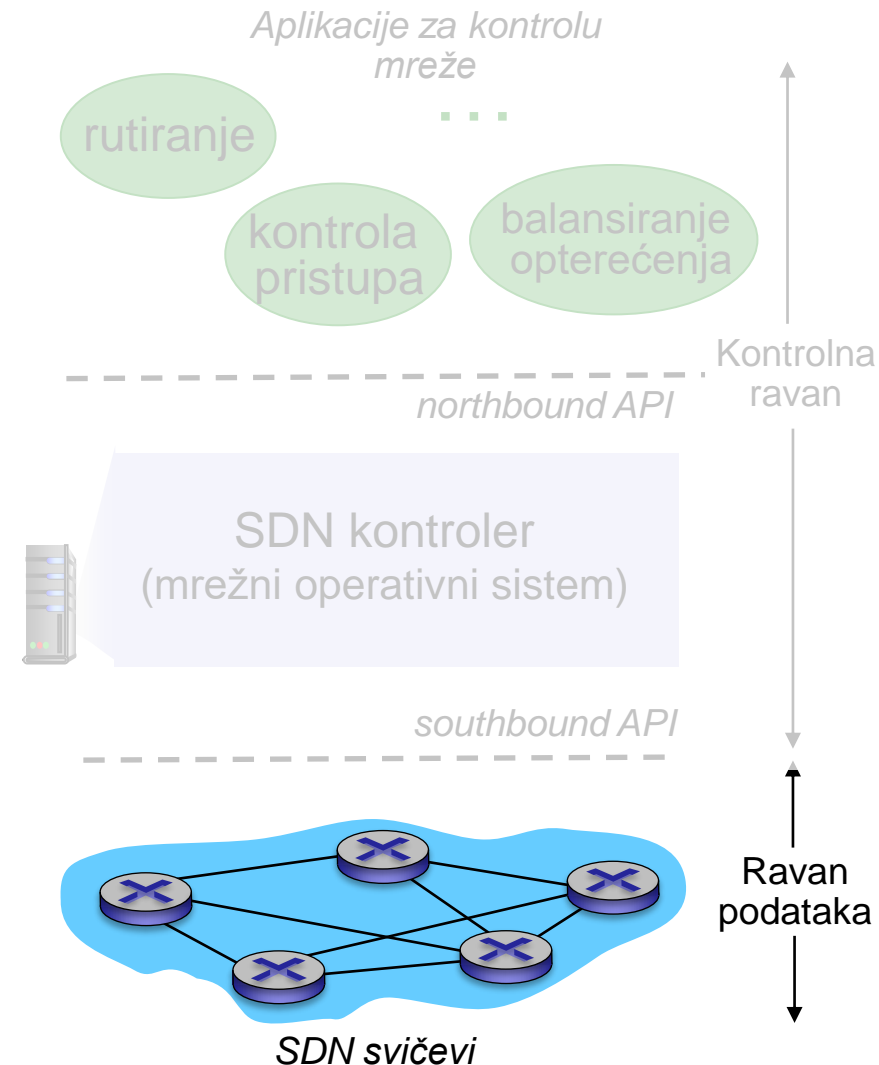 Aplikacije za kontrolu
mreže
rutiranje
...
kontrola
pristupa
balansiranje
opterećenja
Kontrolna
ravan
northbound API
SDN kontroler
(mrežni operativni sistem)
southbound API
Ravan
podataka
SDN svičevi